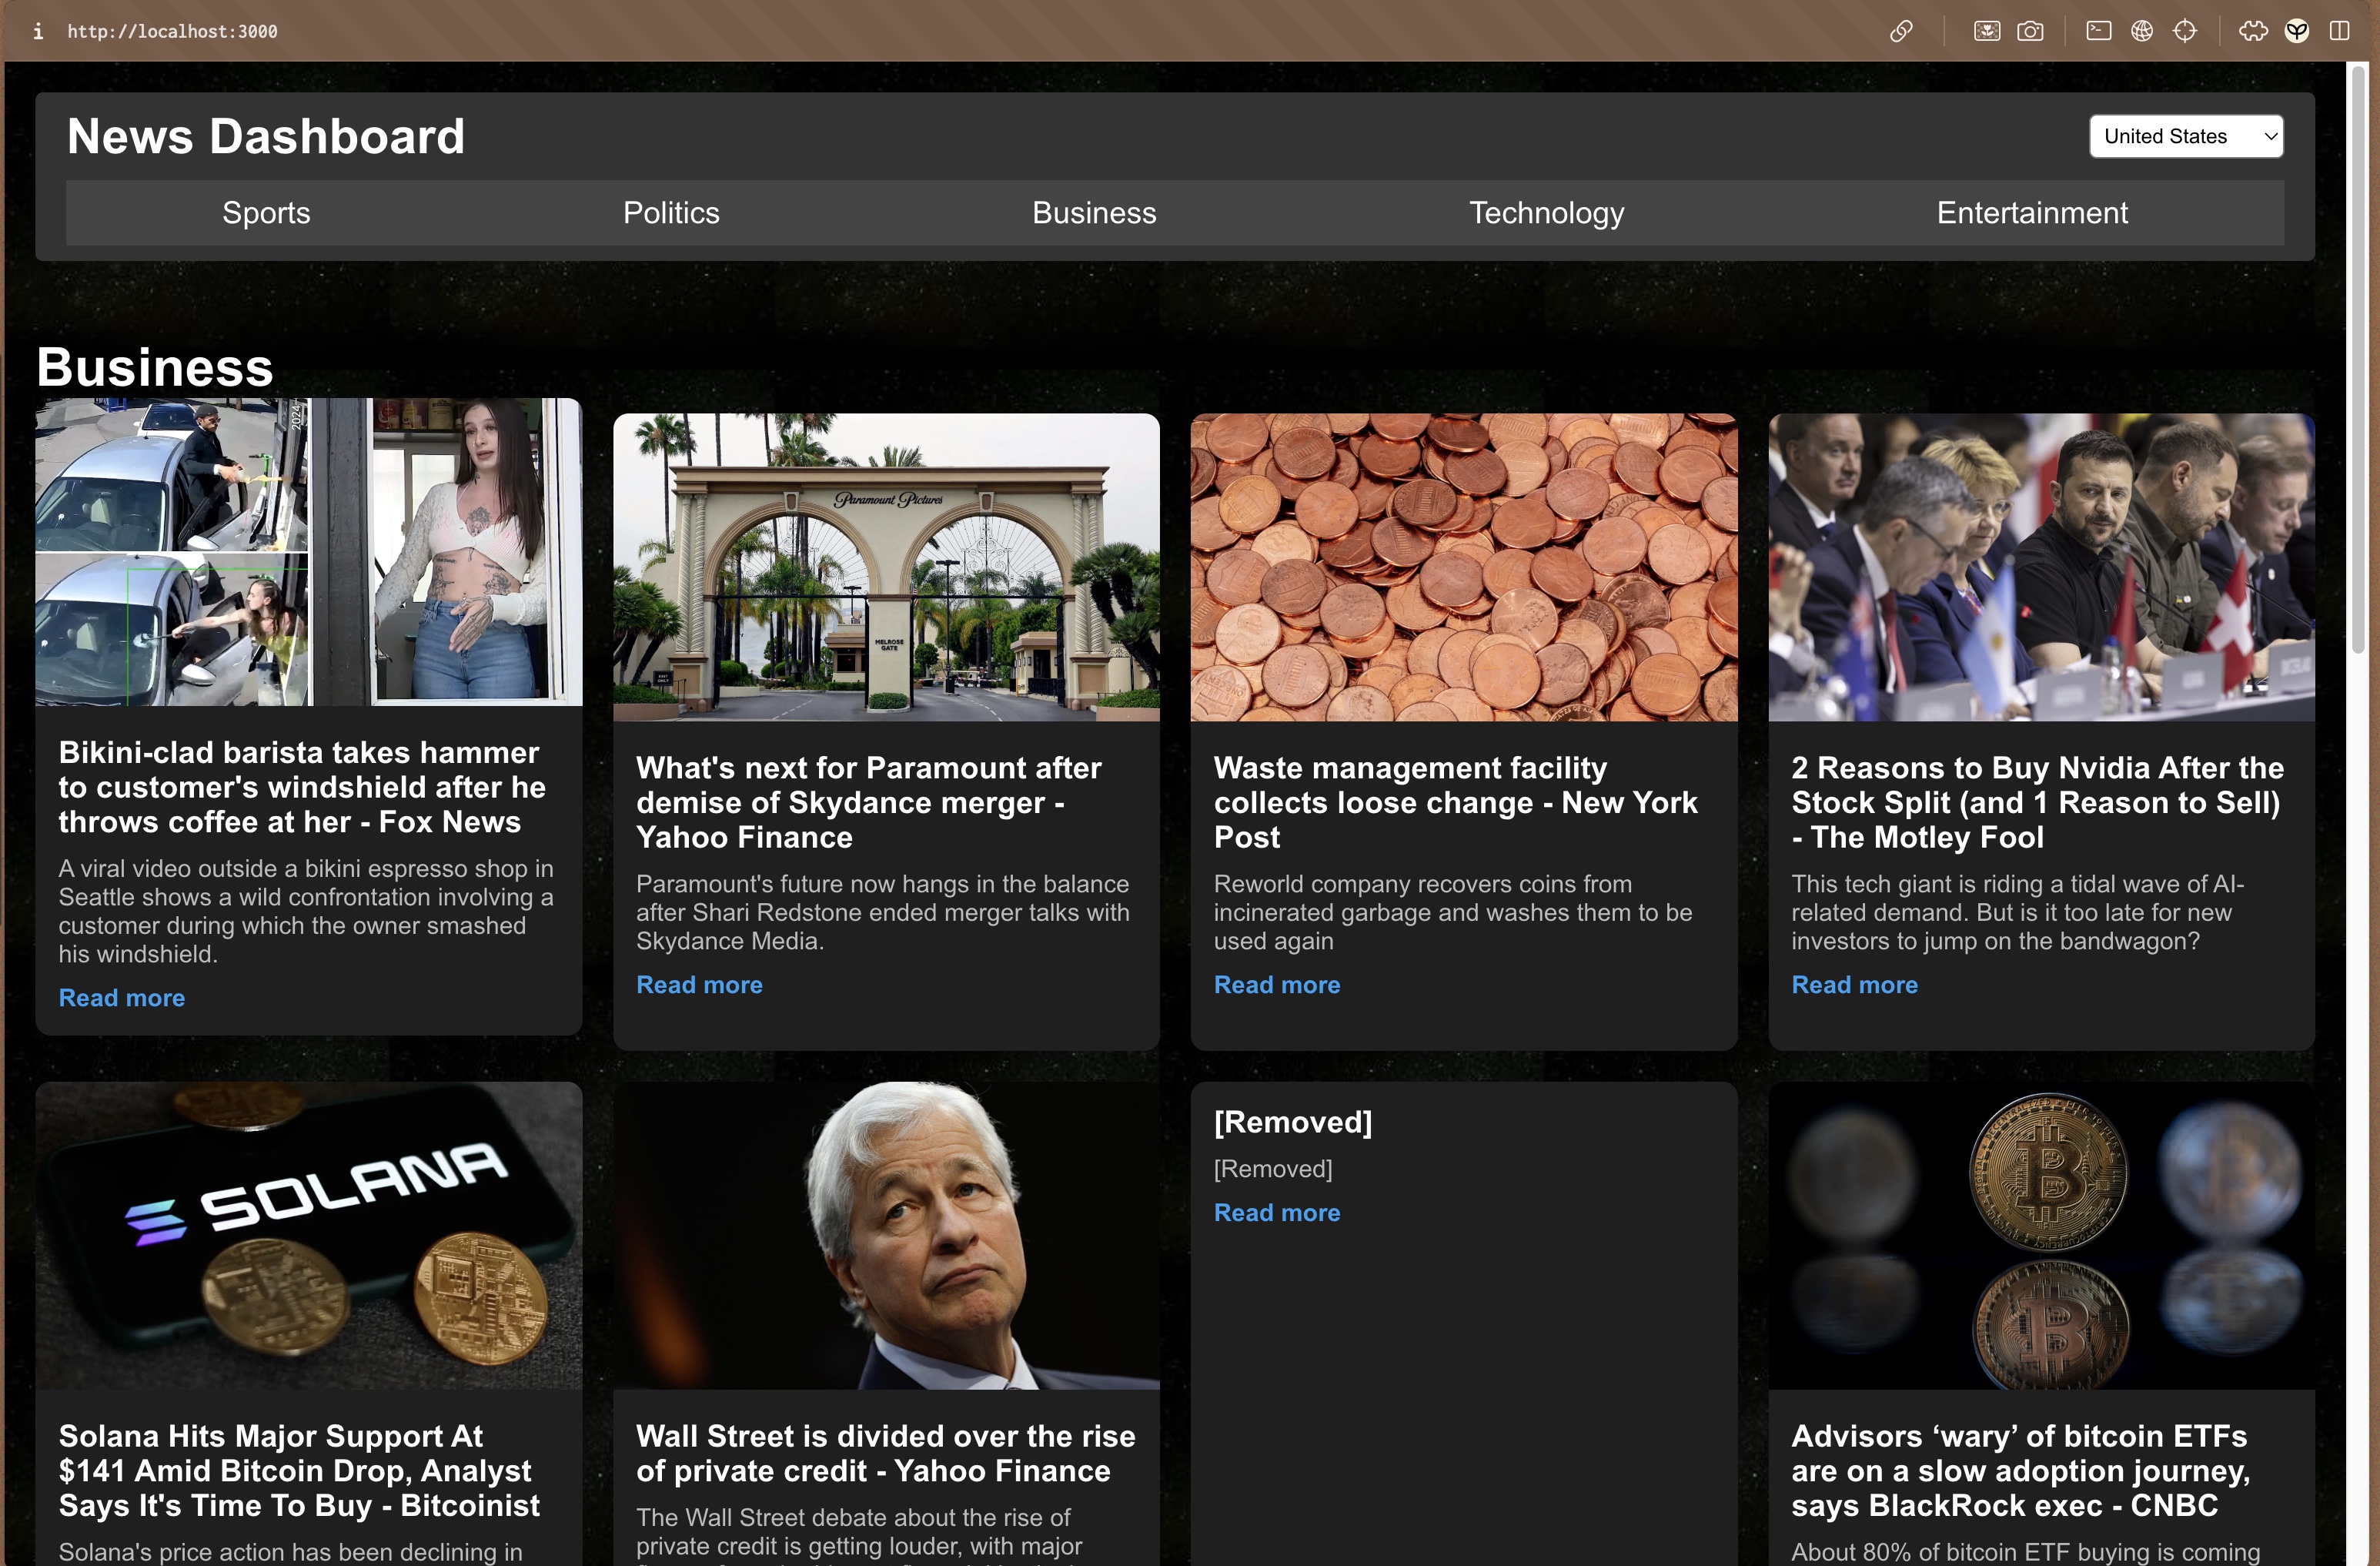 http://localhost:3000
News Dashboard
United States
Sports
Politics
Business
Technology
Entertainment
Business
2024-
Bikini-clad barista takes hammer
to customer's windshield after he
throws coffee at her - Fox News
A viral video outside a bikini espresso shop in
Seattle shows a wild confrontation involving a
customer during which the owner smashed
his windshield.
Read more
Paramount Pictures
MELROSE
GATE
What's next for Paramount after
demise of Skydance merger -
Yahoo Finance
Paramount's future now hangs in the balance
after Shari Redstone ended merger talks with
Skydance Media.
Read more
Waste management facility
collects loose change - New York
Post
Reworld company recovers coins from
incinerated garbage and washes them to be
used again
Read more
2 Reasons to Buy Nvidia After the
Stock Split (and 1 Reason to Sell)
- The Motley Fool
This tech giant is riding a tidal wave of AI-
related demand. But is it too late for new
investors to jump on the bandwagon?
Read more
SOLANA
Solana Hits Major Support At
$141 Amid Bitcoin Drop, Analyst
Says It's Time To Buy - Bitcoinist
Solana's price action has been declining in
Wall Street is divided over the rise
of private credit - Yahoo Finance
The Wall Street debate about the rise of
private credit is getting louder, with major
[Removed]
[Removed]
Read more
Advisors ‘wary’ of bitcoin ETFs
are on a slow adoption journey,
says BlackRock exec - CNBC
About 80% of bitcoin ETF buying is coming